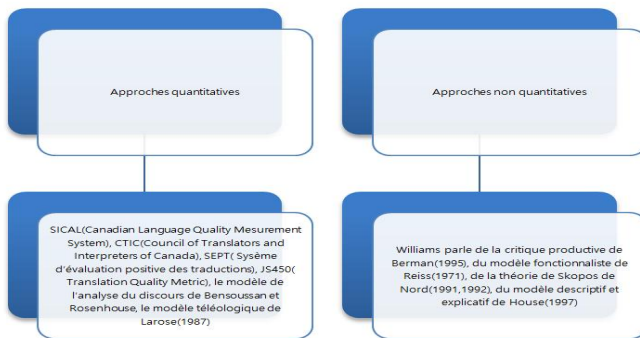 Approches quantitatives
Approches non quantitatives
SICAL(Canadian Language Quality Mesurement
System), CTIC(Council of Translators and
Interpreters of Canada), SEPT( Sysème
d'évaluation positive des traductions), JS450(
Translation Quality Metric), le modèle de
l'analyse du discours de Bensoussan et
Rosenhouse, le modèle téléologique de
Larose(1987)
Williams parle de la critique productive de
Berman(1995), du modèle fonctionnaliste de
Reiss(1971), de la théorie de Skopos de
Nord(1991,1992), du modèle descriptif et
explicatif de House(1997)